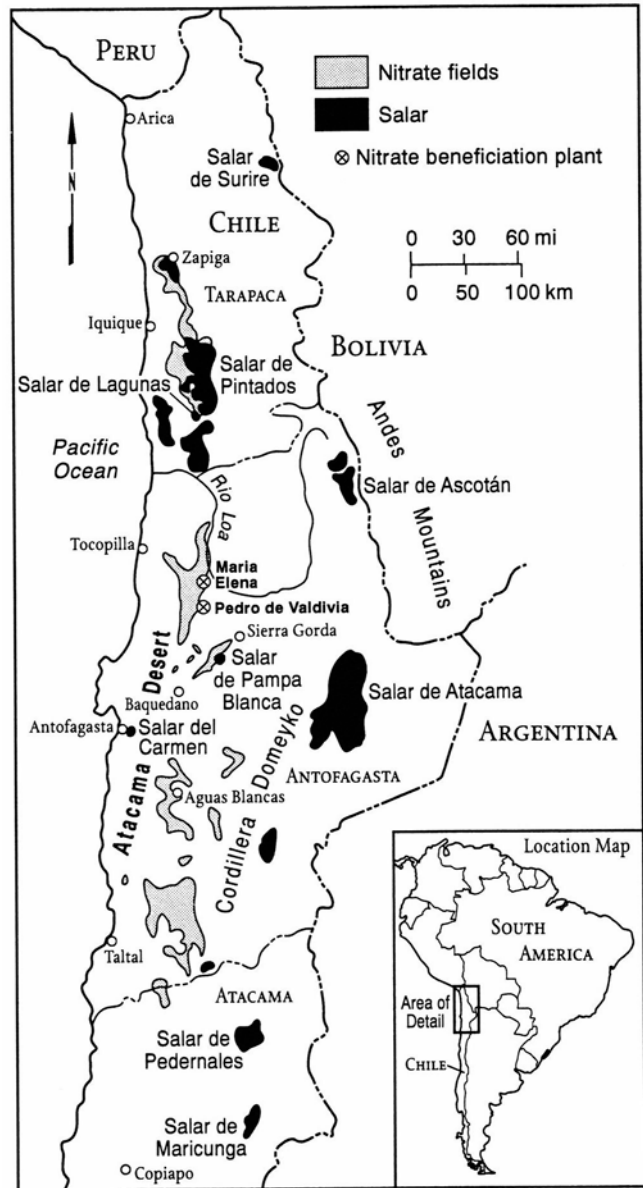 PERU
Nitrate fields
Salar
Arica
Nitrate beneficiation plant
Salar
de Surire
N
CHILE
0 30 60 mi
0 50 100 km
Zapiga
TARAPACA
Iquique
BOLIVIA
Salar de
Pintados
Salar de Lagunas
Andes
Mountains
Pacific
Ocean
Salar de Ascotán
Rio Loa
Tocopilla
Maria
Elena
Pedro de Valdivia
Sierra Gorda
Salar
de Pampa
Blanca
Atacama Desert
Salar de Atacama
Baquedano
Antofagasta
Salar del
Carmen
ARGENTINA
Cordillera Domeyko
ANTOFAGASTA
Aguas Blancas
Location Map
SOUTH
AMERICA
Taltal
ATACAMA
Area of
Detail
Salar de
Pedernales
CHILE
Salar de
Maricunga
Copiapo